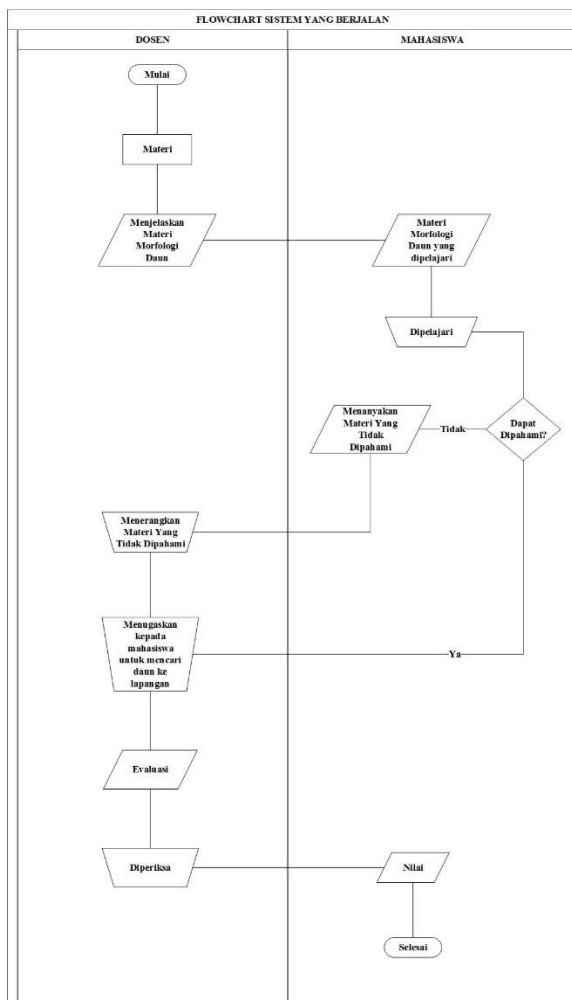 FLOWCHART SISTEM YANG BERJALAN
DOSEN
MAHASISWA
Mulai
Materi
Menjelaskan
Materi
Morfologi
Daun
Materi
Morfologi
Daun yang
dipelajari
Dipelajari
Dapat
Dipahami?
Tidak
Menanyakan
Materi Yang
Tidak
Dipahami
Menerangkan
Materi Yang
Tidak Dipahami
Menugaskan
kepada
mahasiswa
untuk mencari
daun ke
lapangan
Ya
Evaluasi
Diperiksa
Nilai
Selesai